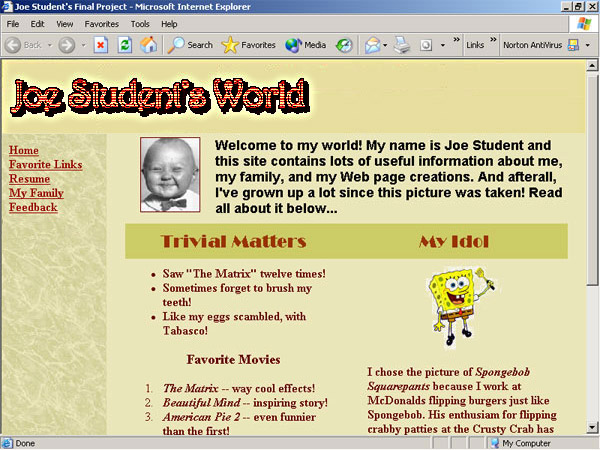 Joe Student's Final Project - Microsoft Internet Explorer
File Edit View Favorites Tools Help
Back Search Favorites Media » Links » Norton AntiVirus
Joe Student's World
Home
Favorite Links
Resume
My Family
Feedback
Welcome to my world! My name is Joe Student and
this site contains lots of useful information about me,
my family, and my Web page creations. And afterall,
I've grown up a lot since this picture was taken! Read
all about it below...
Trivial Matters
• Saw "The Matrix" twelve times!
• Sometimes forget to brush my
teeth!
• Like my eggs scambled, with
Tabasco!
Favorite Movies
1. The Matrix -- way cool effects!
2. Beautiful Mind -- inspiring story!
3. American Pie 2 -- even funnier
than the first!
My Idol
I chose the picture of Spongebob
Squarepants because I work at
McDonalds flipping burgers just like
Spongebob. His enthusiam for flipping
crabby patties at the Crusty Crab has
Done My Computer